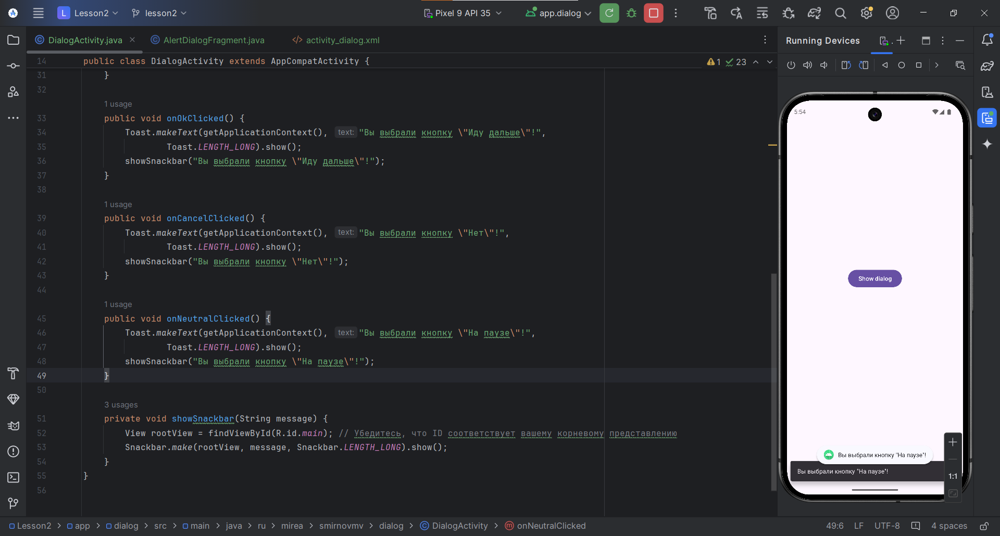 L Lesson2 lesson2 Pixel 9 API 35 app.dialog
DialogActivity.java AlertDialogFragment.java activity_dialog.xml
Running Devices
14 public class DialogActivity extends AppCompatActivity { 1 23
31 }
32
1 usage
33 public void onOkClicked() {
34 Toast.makeText(getApplicationContext(), text: "Вы выбрали кнопку \"Иду дальше\"!",
35 Toast.LENGTH_LONG).show();
36 showSnackbar("Вы выбрали кнопку \"Иду дальше\"!");
37 }
38
1 usage
39 public void onCancelClicked() {
40 Toast.makeText(getApplicationContext(), text: "Вы выбрали кнопку \"Нет\"!",
41 Toast.LENGTH_LONG).show();
42 showSnackbar("Вы выбрали кнопку \"Нет\"!");
43 }
44
1 usage
45 public void onNeutralClicked() {
46 Toast.makeText(getApplicationContext(), text: "Вы выбрали кнопку \"На паузе\"!",
47 Toast.LENGTH_LONG).show();
48 showSnackbar("Вы выбрали кнопку \"На паузе\"!");
49 }
50
3 usages
51 private void showSnackbar(String message) {
52 View rootView = findViewById(R.id.main); // Убедитесь, что ID соответствует вашему корневому представлению
53 Snackbar.make(rootView, message, Snackbar.LENGTH_LONG).show();
54 }
55 }
56
5:54
Show dialog
Вы выбрали кнопку "На паузе"!
Вы выбрали кнопку "На паузе"!
1:1
Lesson2 > app > dialog > src > main > java > ru > mirea > smirnovmv > dialog > DialogActivity > onNeutralClicked
49:6 LF UTF-8 4 spaces